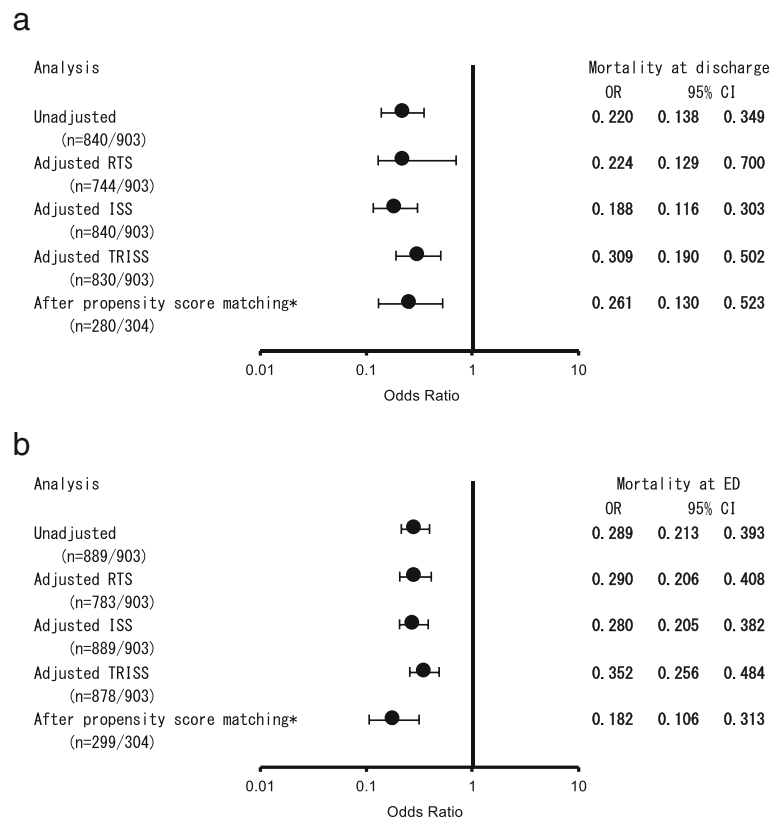 a
Analysis Mortality at discharge
OR 95% CI
Unadjusted 0.220 0.138 0.349
(n=840/903)
Adjusted RTS 0.224 0.129 0.700
(n=744/903)
Adjusted ISS 0.188 0.116 0.303
(n=840/903)
Adjusted TRISS 0.309 0.190 0.502
(n=830/903)
After propensity score matching* 0.261 0.130 0.523
(n=280/304)
0.01 0.1 1 10
Odds Ratio
b
Analysis Mortality at ED
OR 95% CI
Unadjusted 0.289 0.213 0.393
(n=889/903)
Adjusted RTS 0.290 0.206 0.408
(n=783/903)
Adjusted ISS 0.280 0.205 0.382
(n=889/903)
Adjusted TRISS 0.352 0.256 0.484
(n=878/903)
After propensity score matching* 0.182 0.106 0.313
(n=299/304)
0.01 0.1 1 10
Odds Ratio